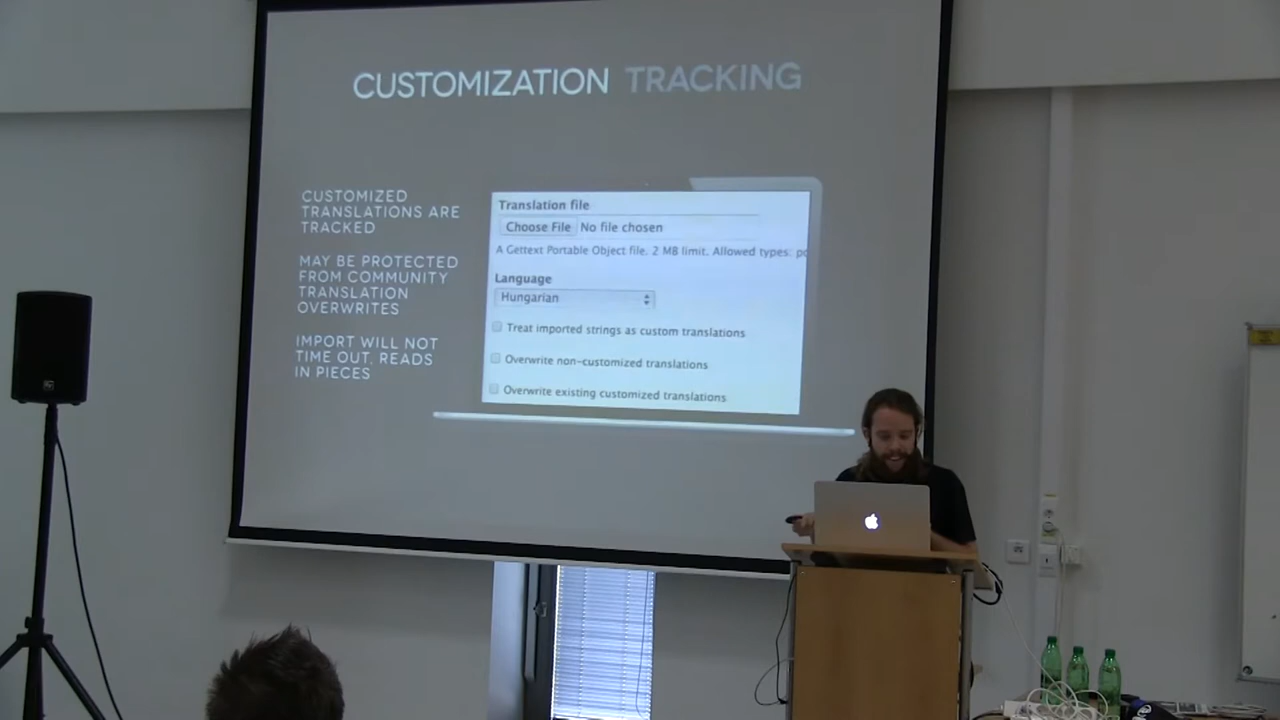 CUSTOMIZATION TRACKING
CUSTOMIZED
TRANSLATIONS ARE
TRACKED
MAY BE PROTECTED
FROM COMMUNITY
TRANSLATION
OVERWRITES
IMPORT WILL NOT
TIME OUT, READS
IN PIECES
Translation file
Choose File No file chosen
A Gettext Portable Object file. 2 MB limit. Allowed types: po
Language
Hungarian
Treat imported strings as custom translations
Overwrite non-customized translations
Overwrite existing customized translations